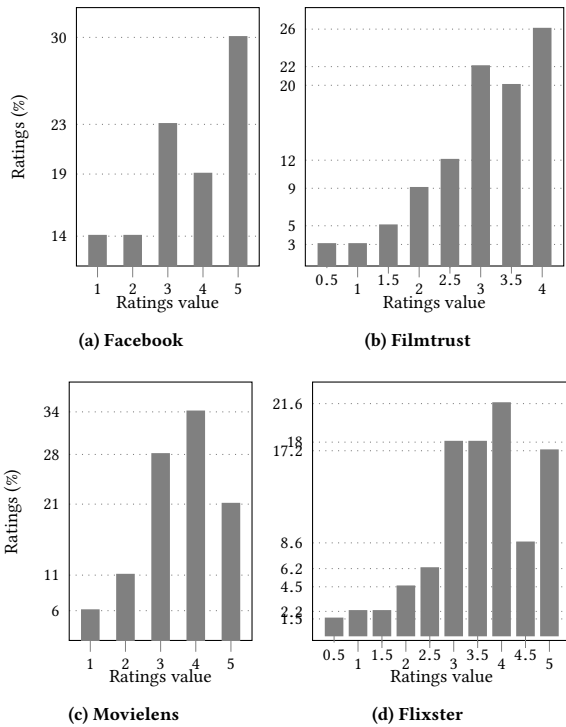 Ratings (%)
30
23
19
14
1 2 3 4 5
Ratings value
(a) Facebook
26
22
20
12
9
5
3
0.5 1 1.5 2 2.5 3 3.5 4
Ratings value
(b) Filmtrust
Ratings (%)
34
28
21
11
6
1 2 3 4 5
Ratings value
(c) Movielens
21.6
18
17.2
8.6
6.2
4.5
2.2
1.5
0.5 1 1.5 2 2.5 3 3.5 4 4.5 5
Ratings value
(d) Flixster